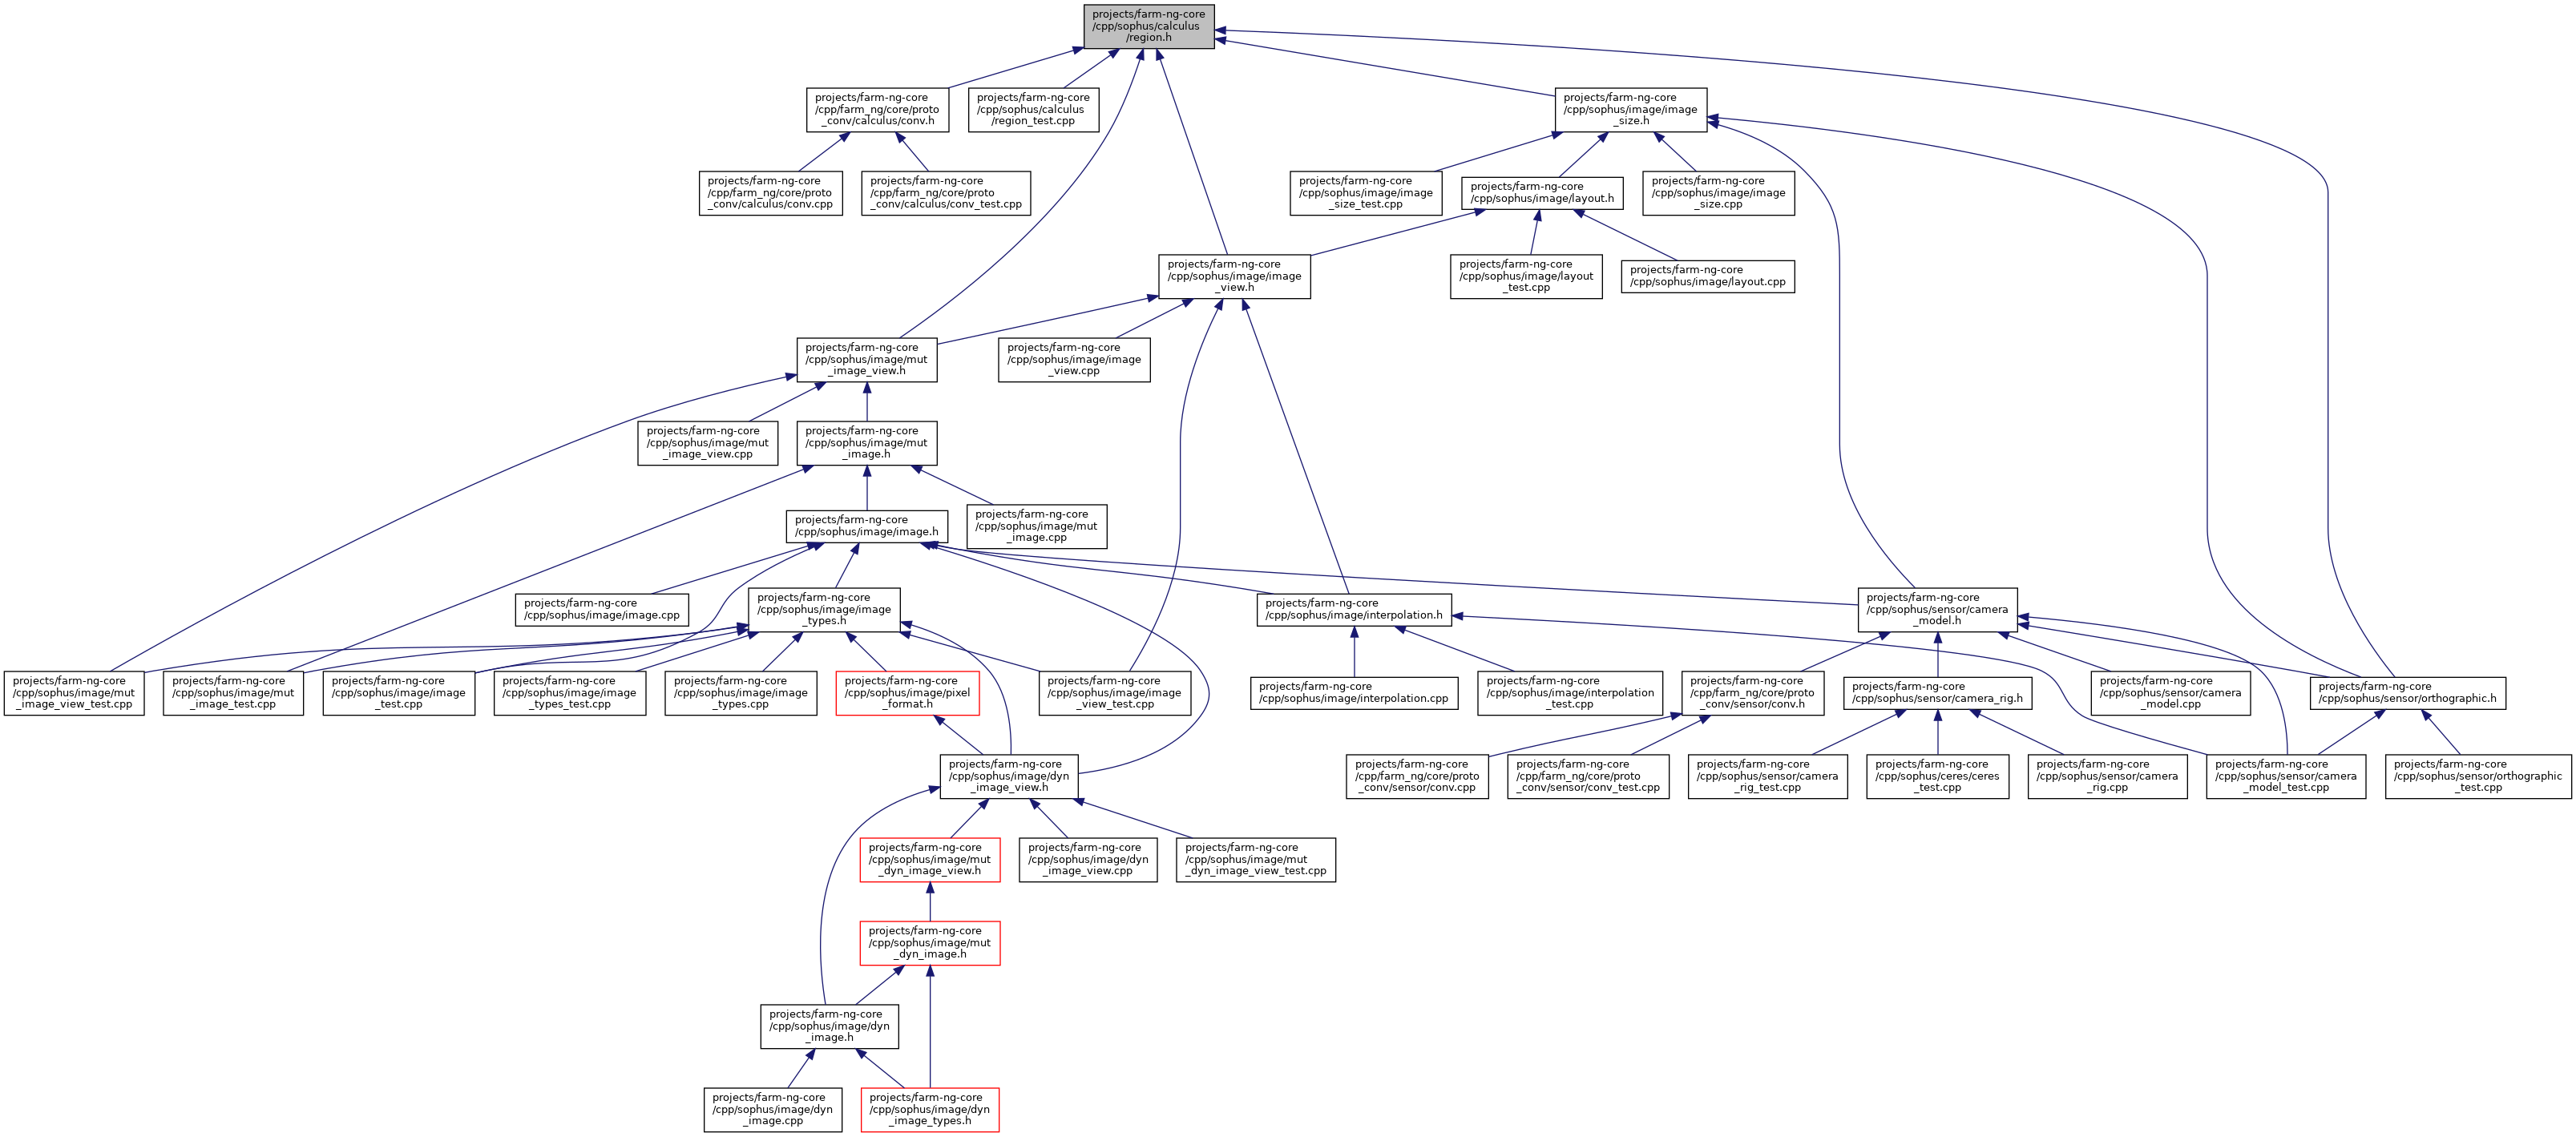 projects/farm-ng-core
/cpp/sophus/calculus
/region.h
projects/farm-ng-core
/cpp/farm_ng/core/proto
_conv/calculus/conv.h
projects/farm-ng-core
/cpp/sophus/calculus
/region_test.cpp
projects/farm-ng-core
/cpp/sophus/image/image
_size.h
projects/farm-ng-core
/cpp/farm_ng/core/proto
_conv/calculus/conv.cpp
projects/farm-ng-core
/cpp/farm_ng/core/proto
_conv/calculus/conv_test.cpp
projects/farm-ng-core
/cpp/sophus/image/image
_size_test.cpp
projects/farm-ng-core
/cpp/sophus/image/layout.h
projects/farm-ng-core
/cpp/sophus/image/image
_size.cpp
projects/farm-ng-core
/cpp/sophus/image/image
_view.h
projects/farm-ng-core
/cpp/sophus/image/layout
_test.cpp
projects/farm-ng-core
/cpp/sophus/image/layout.cpp
projects/farm-ng-core
/cpp/sophus/image/mut
_image_view.h
projects/farm-ng-core
/cpp/sophus/image/image
_view.cpp
projects/farm-ng-core
/cpp/sophus/image/mut
_image_view.cpp
projects/farm-ng-core
/cpp/sophus/image/mut
_image.h
projects/farm-ng-core
/cpp/sophus/image/image.h
projects/farm-ng-core
/cpp/sophus/image/mut
_image.cpp
projects/farm-ng-core
/cpp/sophus/image/image.cpp
projects/farm-ng-core
/cpp/sophus/image/image
_types.h
projects/farm-ng-core
/cpp/sophus/image/interpolation.h
projects/farm-ng-core
/cpp/sophus/sensor/camera
_model.h
projects/farm-ng-core
/cpp/sophus/image/mut
_image_view_test.cpp
projects/farm-ng-core
/cpp/sophus/image/mut
_image_test.cpp
projects/farm-ng-core
/cpp/sophus/image/image
_test.cpp
projects/farm-ng-core
/cpp/sophus/image/image
_types_test.cpp
projects/farm-ng-core
/cpp/sophus/image/image
_types.cpp
projects/farm-ng-core
/cpp/sophus/image/pixel
_format.h
projects/farm-ng-core
/cpp/sophus/image/image
_view_test.cpp
projects/farm-ng-core
/cpp/sophus/image/interpolation.cpp
projects/farm-ng-core
/cpp/sophus/image/interpolation
_test.cpp
projects/farm-ng-core
/cpp/farm_ng/core/proto
_conv/sensor/conv.h
projects/farm-ng-core
/cpp/sophus/sensor/camera_rig.h
projects/farm-ng-core
/cpp/sophus/sensor/camera
_model.cpp
projects/farm-ng-core
/cpp/sophus/sensor/orthographic.h
projects/farm-ng-core
/cpp/sophus/image/dyn
_image_view.h
projects/farm-ng-core
/cpp/farm_ng/core/proto
_conv/sensor/conv.cpp
projects/farm-ng-core
/cpp/farm_ng/core/proto
_conv/sensor/conv_test.cpp
projects/farm-ng-core
/cpp/sophus/sensor/camera
_rig_test.cpp
projects/farm-ng-core
/cpp/sophus/ceres/ceres
_test.cpp
projects/farm-ng-core
/cpp/sophus/sensor/camera
_rig.cpp
projects/farm-ng-core
/cpp/sophus/sensor/camera
_model_test.cpp
projects/farm-ng-core
/cpp/sophus/sensor/orthographic
_test.cpp
projects/farm-ng-core
/cpp/sophus/image/mut
_dyn_image_view.h
projects/farm-ng-core
/cpp/sophus/image/dyn
_image_view.cpp
projects/farm-ng-core
/cpp/sophus/image/mut
_dyn_image_view_test.cpp
projects/farm-ng-core
/cpp/sophus/image/mut
_dyn_image.h
projects/farm-ng-core
/cpp/sophus/image/dyn
_image.h
projects/farm-ng-core
/cpp/sophus/image/dyn
_image.cpp
projects/farm-ng-core
/cpp/sophus/image/dyn
_image_types.h